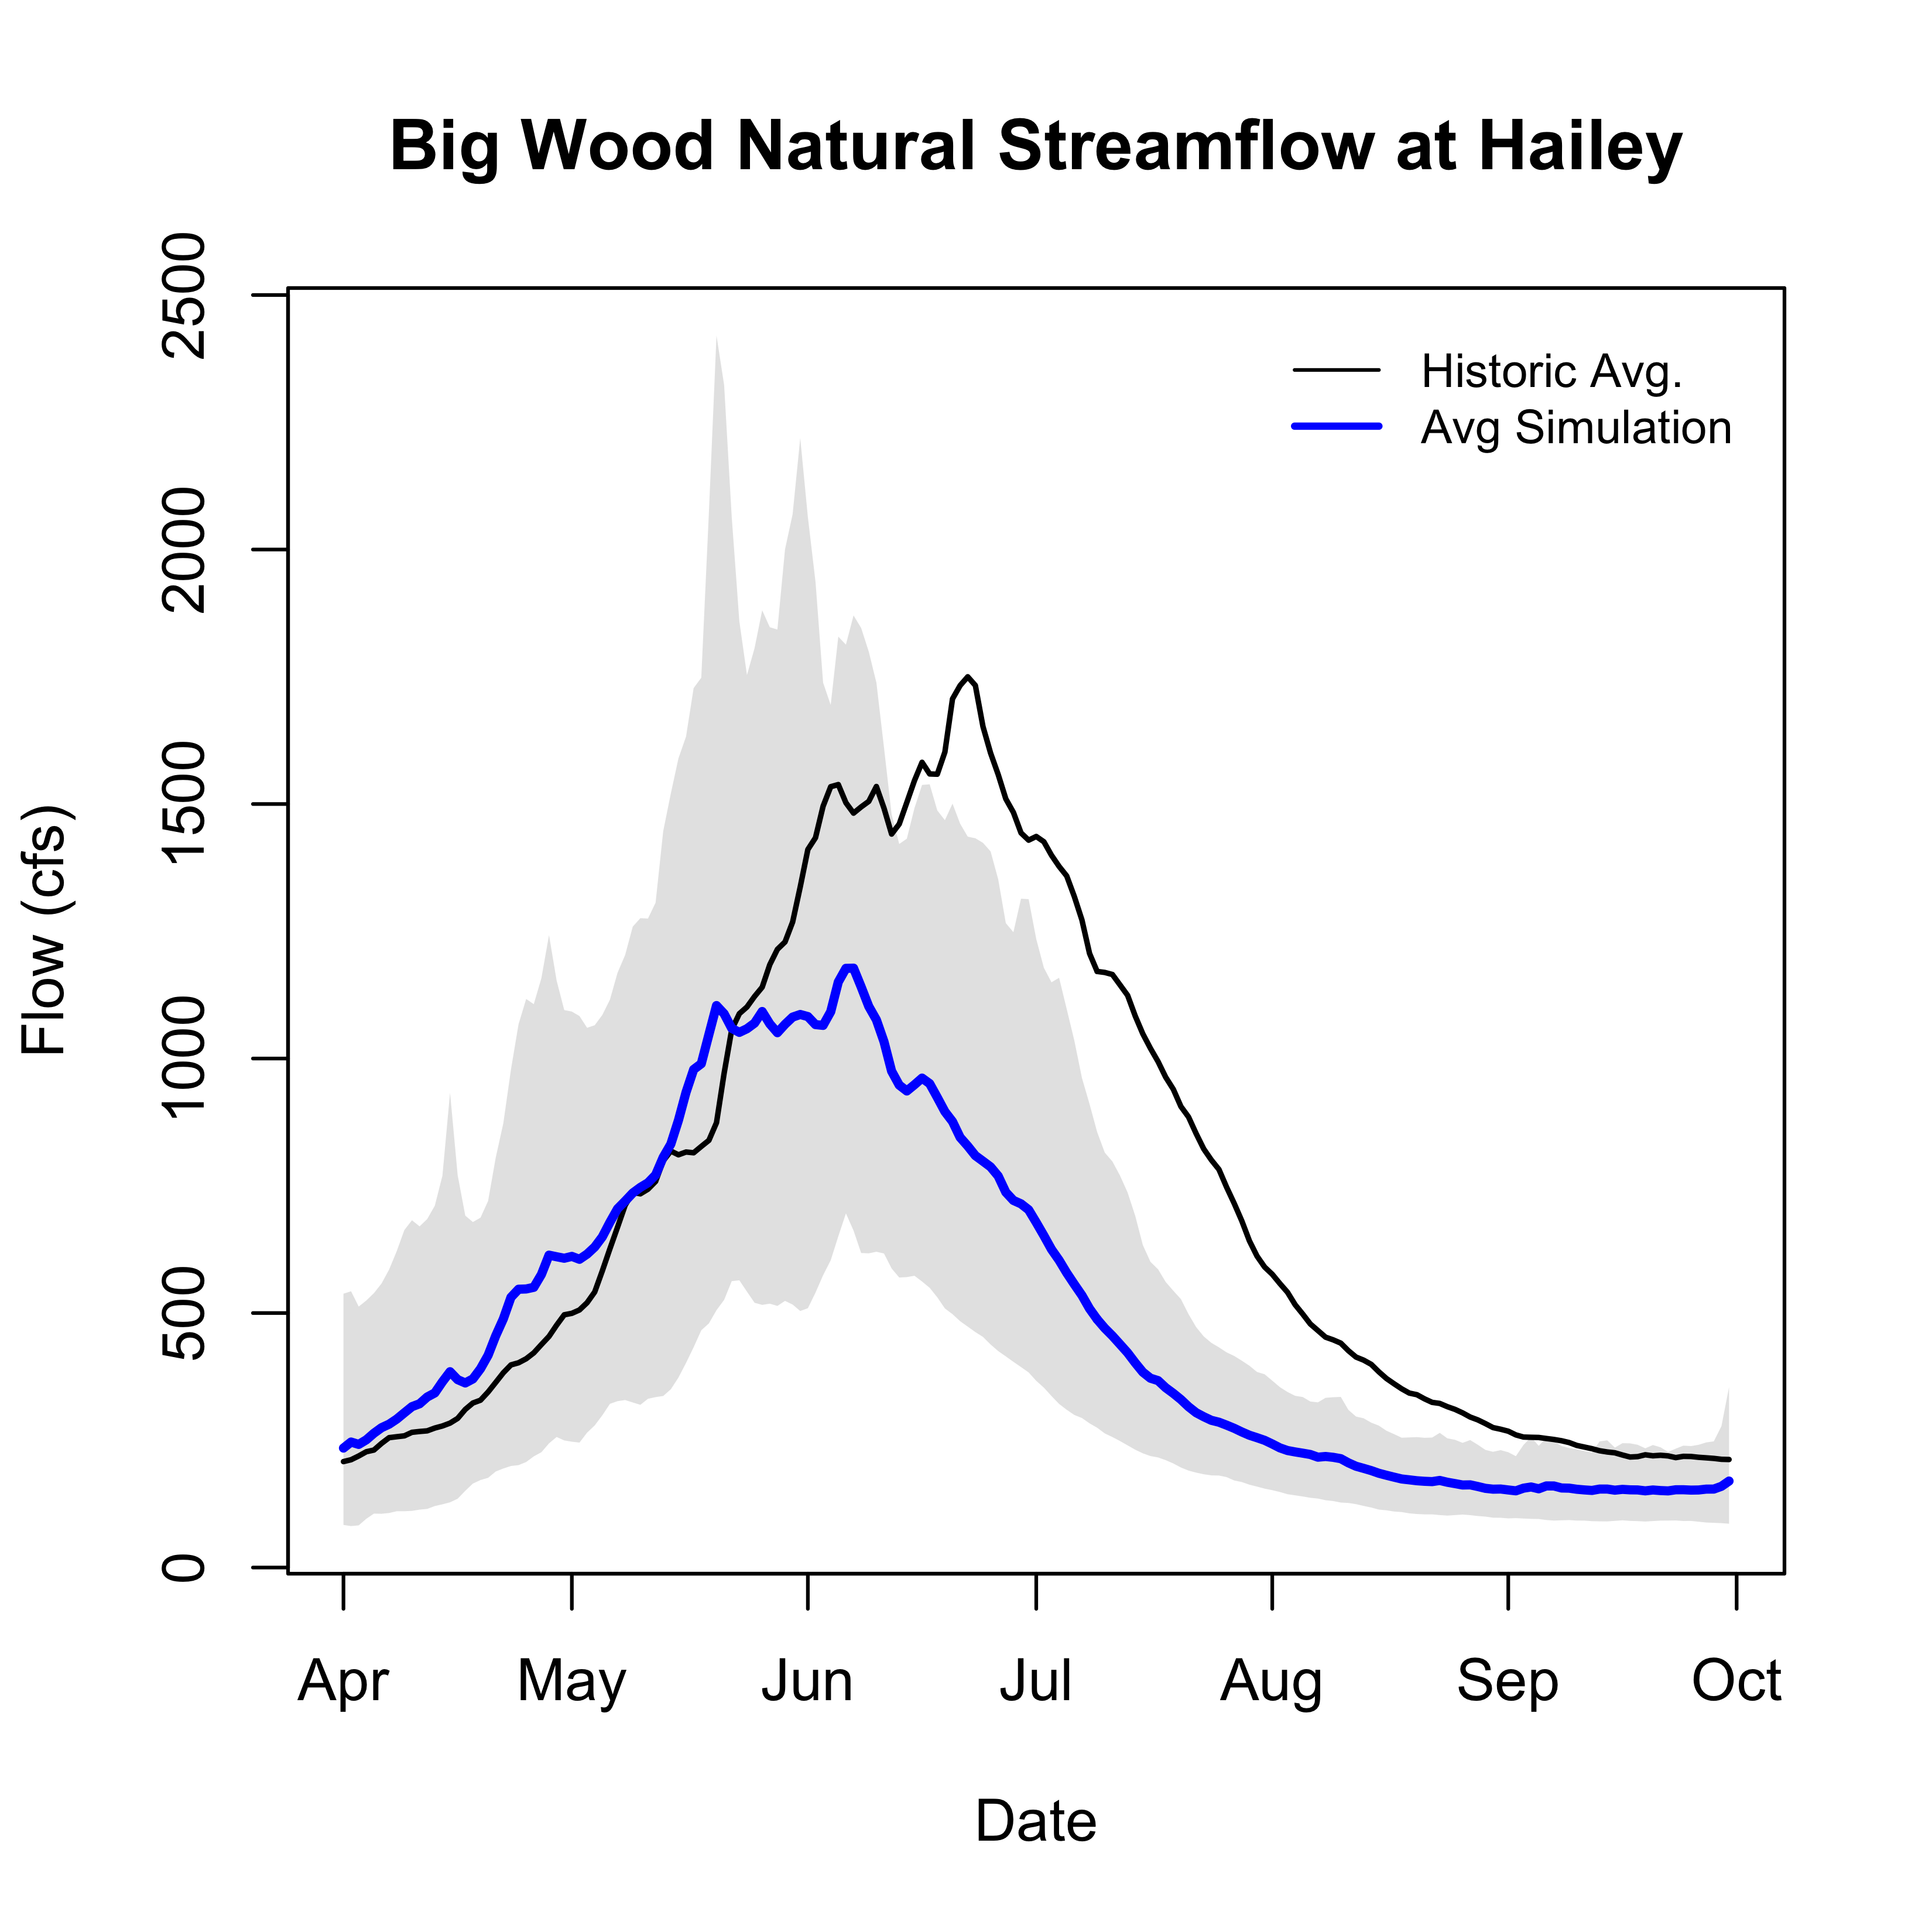 Big Wood Natural Streamflow at Hailey
Historic Avg.
Avg Simulation
2500
2000
1500
1000
500
0
Flow (cfs)
Apr May Jun Jul Aug Sep Oct
Date